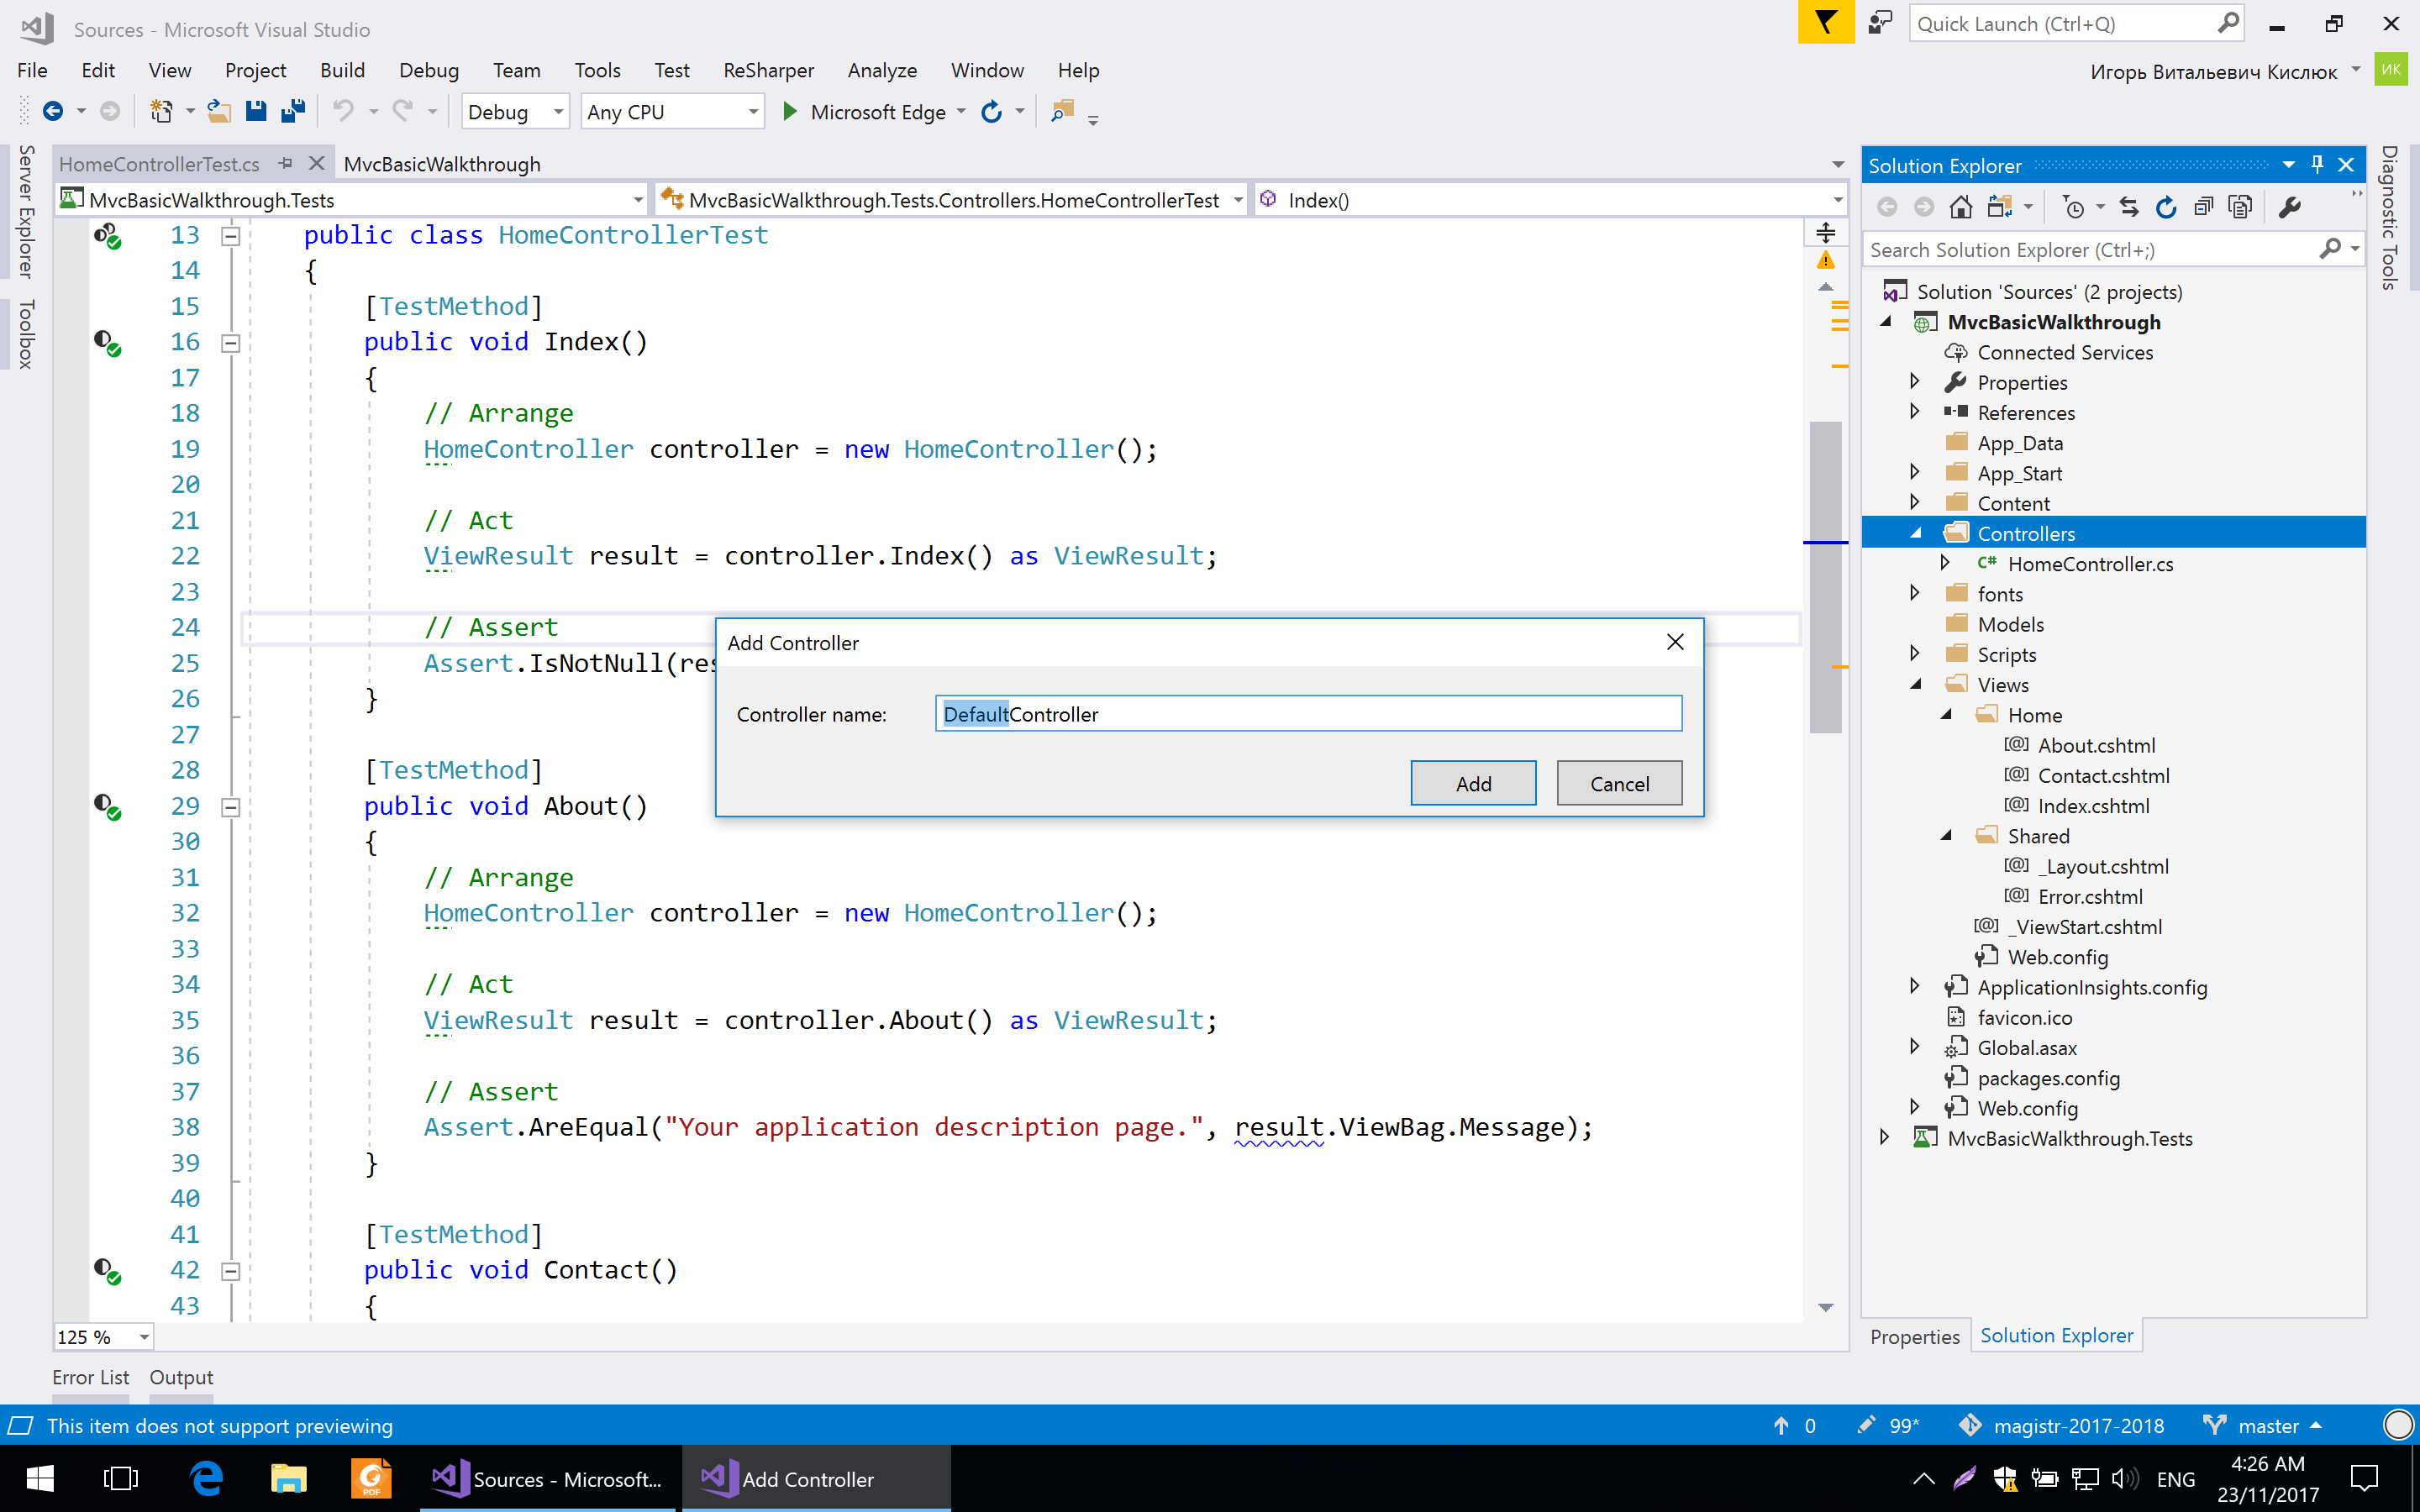 Sources - Microsoft Visual Studio
Quick Launch (Ctrl+Q)
File Edit View Project Build Debug Team Tools Test ReSharper Analyze Window Help
Игорь Витальевич Кислюк ИК
Debug Any CPU Microsoft Edge
Server Explorer
Toolbox
HomeControllerTest.cs MvcBasicWalkthrough
MvcBasicWalkthrough.Tests MvcBasicWalkthrough.Tests.Controllers.HomeControllerTest Index()
13 public class HomeControllerTest
14 {
15 [TestMethod]
16 public void Index()
17 {
18 // Arrange
19 HomeController controller = new HomeController();
20
21 // Act
22 ViewResult result = controller.Index() as ViewResult;
23
24 // Assert
25 Assert.IsNotNull(res
26 }
27
28 [TestMethod]
29 public void About()
30 {
31 // Arrange
32 HomeController controller = new HomeController();
33
34 // Act
35 ViewResult result = controller.About() as ViewResult;
36
37 // Assert
38 Assert.AreEqual("Your application description page.", result.ViewBag.Message);
39 }
40
41 [TestMethod]
42 public void Contact()
43 {
125 %
Add Controller
Controller name: DefaultController
Add Cancel
Solution Explorer
Search Solution Explorer (Ctrl+;)
Solution 'Sources' (2 projects)
MvcBasicWalkthrough
Connected Services
Properties
References
App_Data
App_Start
Content
Controllers
C# HomeController.cs
fonts
Models
Scripts
Views
Home
[@] About.cshtml
[@] Contact.cshtml
[@] Index.cshtml
Shared
[@] _Layout.cshtml
[@] Error.cshtml
[@] _ViewStart.cshtml
Web.config
ApplicationInsights.config
favicon.ico
Global.asax
packages.config
Web.config
MvcBasicWalkthrough.Tests
Properties Solution Explorer
Diagnostic Tools
Error List Output
This item does not support previewing
0 99* magistr-2017-2018 master
PDF
Sources - Microsoft... Add Controller
ENG
4:26 AM
23/11/2017